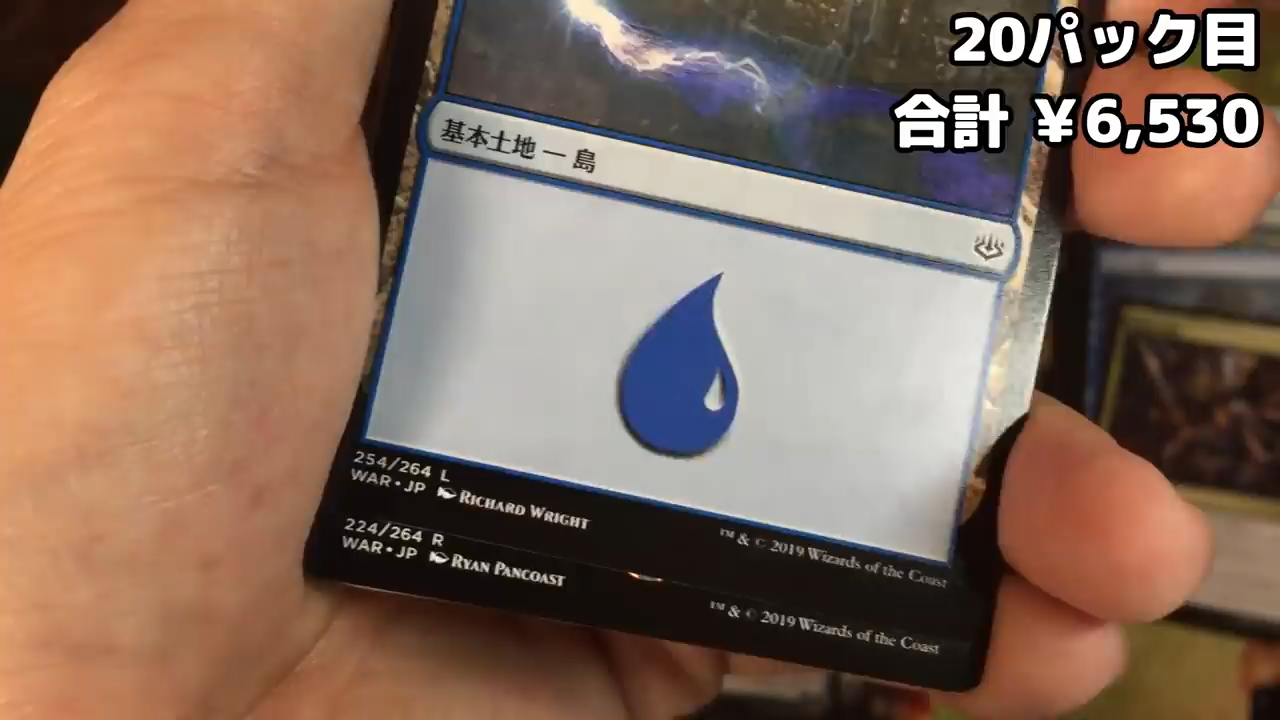 20パック目
合計 ￥6,530
基本土地 — 島
254/264 L
WAR • JP RICHARD WRIGHT
™ & © 2019 Wizards of the Coast
224/264 R
WAR • JP RYAN PANCOAST
™ & © 2019 Wizards of the Coast